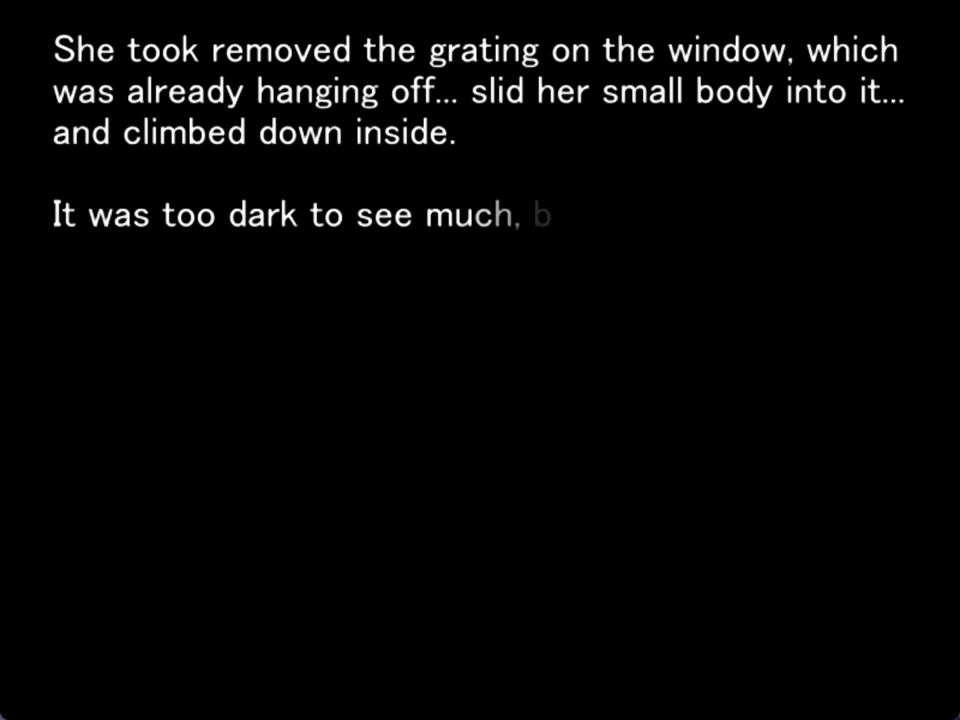 She took removed the grating on the window, which
was already hanging off... slid her small body into it...
and climbed down inside.
It was too dark to see much, b